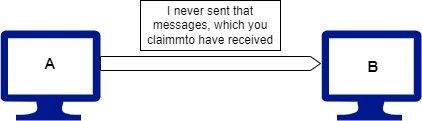 I never sent that
messages, which you
claimmto have received
A
B